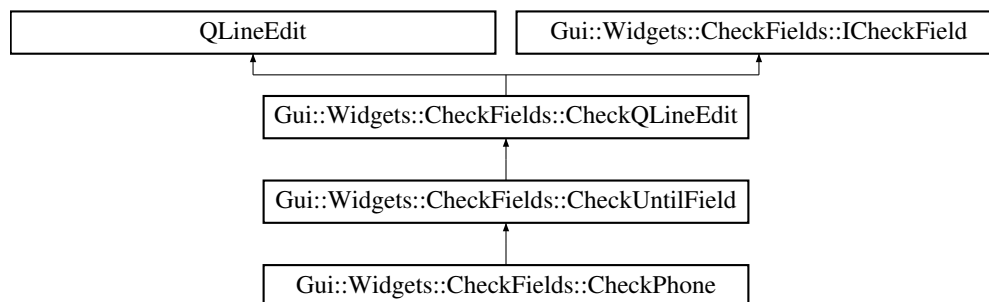 QLineEdit
Gui::Widgets::CheckFields::ICheckField
Gui::Widgets::CheckFields::CheckQLineEdit
Gui::Widgets::CheckFields::CheckUntilField
Gui::Widgets::CheckFields::CheckPhone